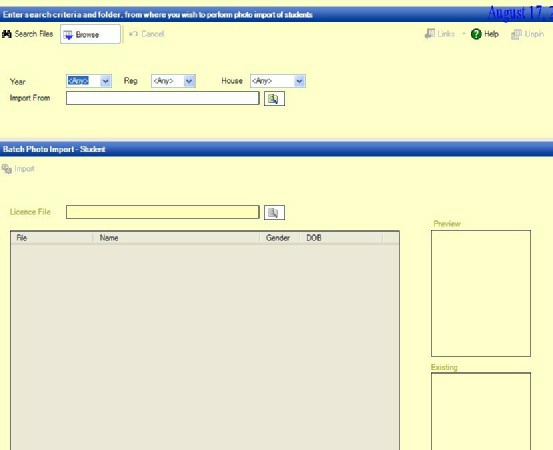 Enter search criteria and folder, from where you wish to perform photo import of students
August 17, 2
Search Files Browse Cancel Links Help Unpin
Year <Any> Reg <Any> House <Any>
Import From
Batch Photo Import - Student
Import
Licence File
Preview
File Name Gender DOB
Existing